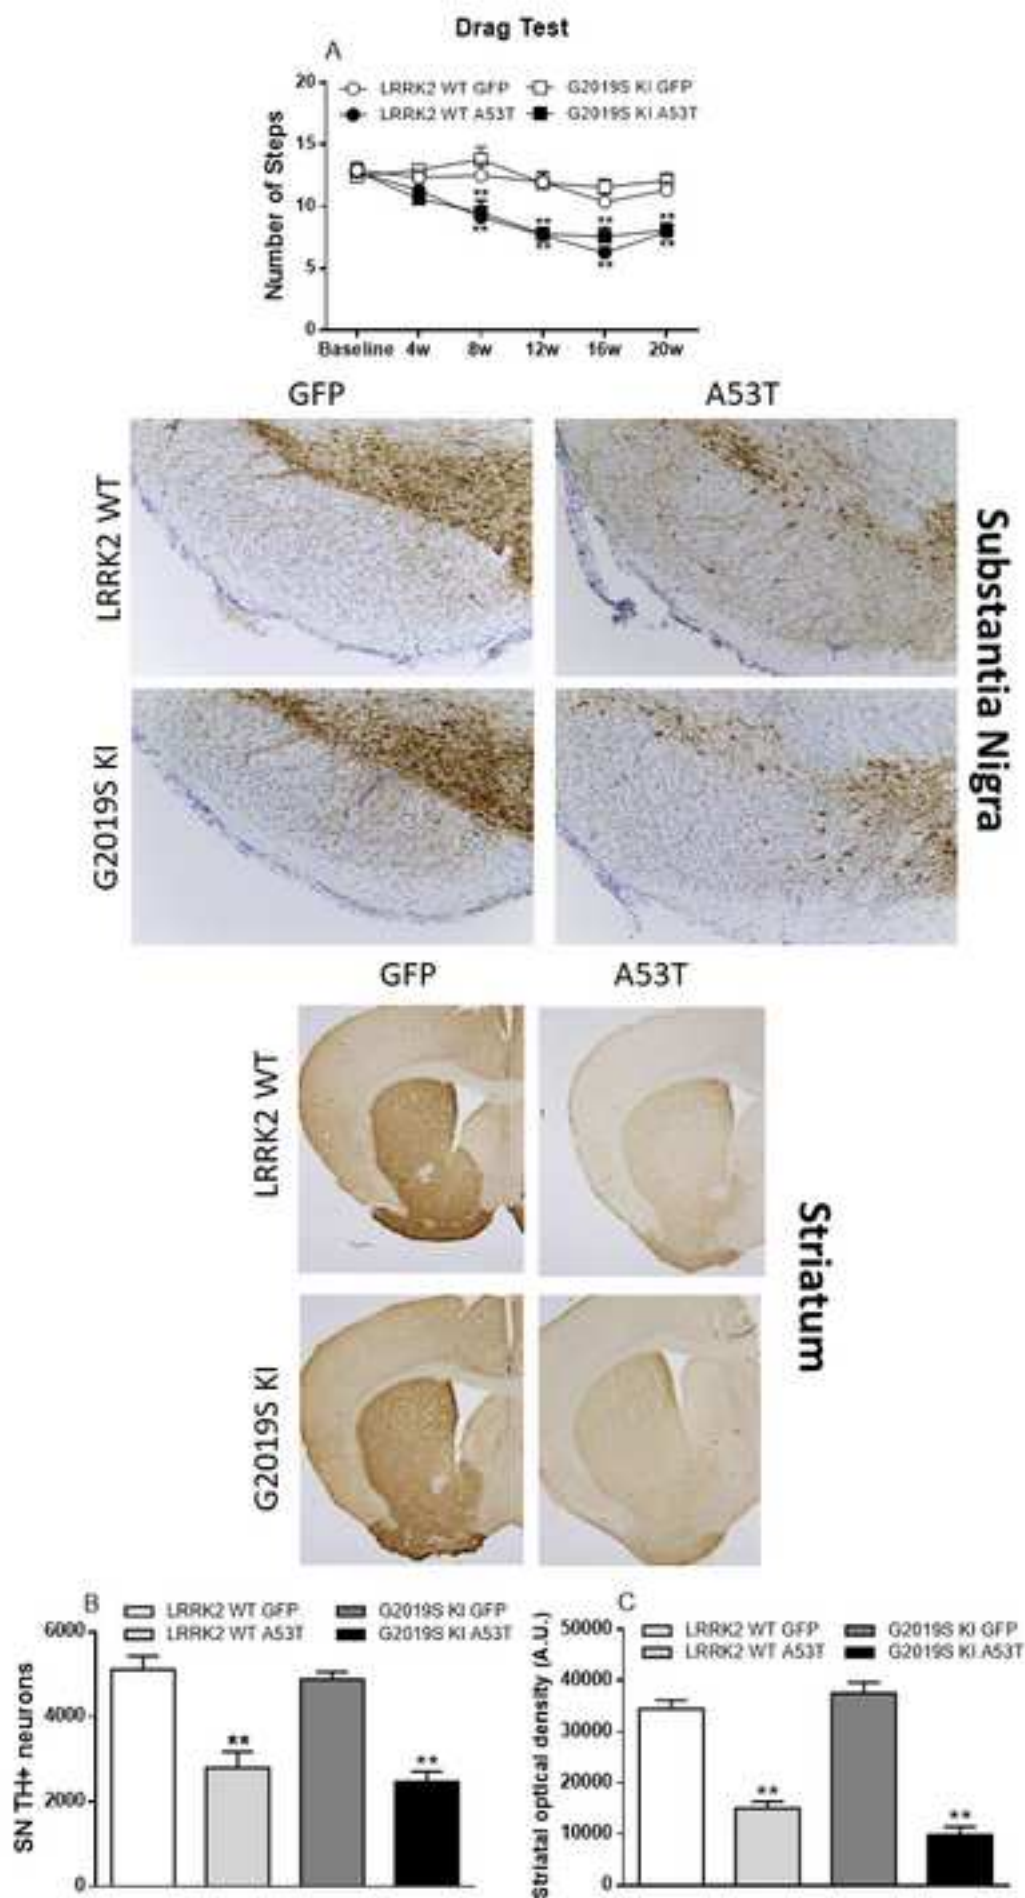 Drag Test
A
20
LRRK2 WT GFP
G2019S KI GFP
LRRK2 WT A53T
G2019S KI A53T
15
10
5
0
Number of Steps
Baseline 4w 8w 12w 16w 20w
GFP
A53T
LRRK2 WT
G2019S KI
Substantia Nigra
GFP
A53T
LRRK2 WT
G2019S KI
Striatum
B
LRRK2 WT GFP
G2019S KI GFP
LRRK2 WT A53T
G2019S KI A53T
6000
4000
2000
0
SN TH+ neurons
**
**
C
LRRK2 WT GFP
G2019S KI GFP
LRRK2 WT A53T
G2019S KI A53T
50000
40000
30000
20000
10000
0
Striatal optical density (A.U.)
**
**